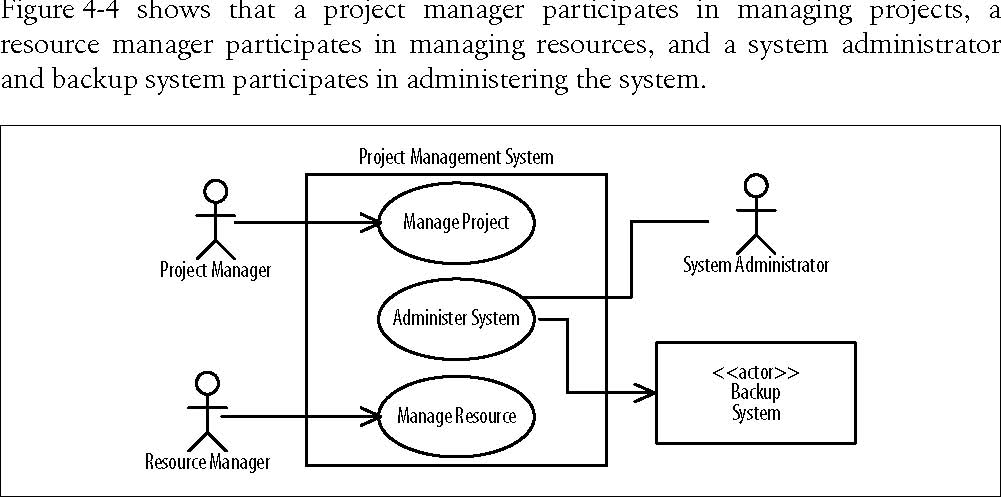 Figure 4-4 shows that a project manager participates in managing projects, a
resource manager participates in managing resources, and a system administrator
and backup system participates in administering the system.
Project Management System
Manage Project
Project Manager
System Administrator
Administer System
<<actor>>
Backup
System
Manage Resource
Resource Manager